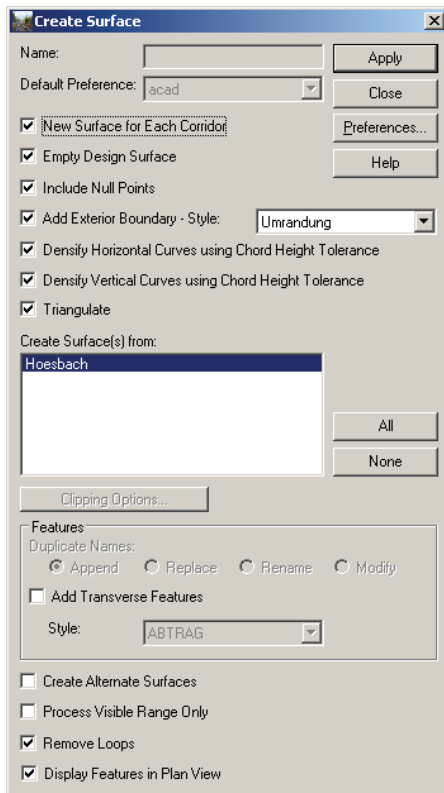 Create Surface
Name:
Apply
Default Preference: acad
Close
New Surface for Each Corridor
Preferences...
Empty Design Surface
Help
Include Null Points
Add Exterior Boundary - Style: Umrandung
Densify Horizontal Curves using Chord Height Tolerance
Densify Vertical Curves using Chord Height Tolerance
Triangulate
Create Surface(s) from:
Hoesbach
All
None
Clipping Options...
Features
Duplicate Names:
Append Replace Rename Modify
Add Transverse Features
Style: ABTRAG
Create Alternate Surfaces
Process Visible Range Only
Remove Loops
Display Features in Plan View